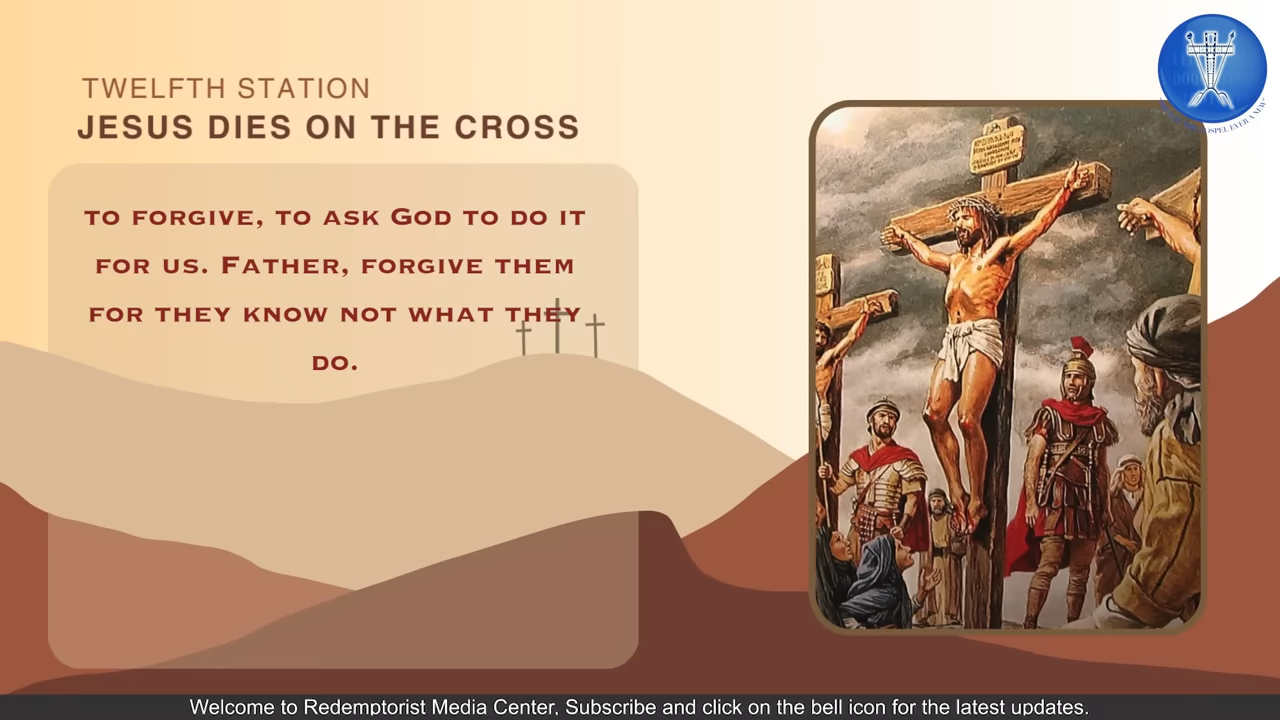 TWELFTH STATION
JESUS DIES ON THE CROSS
TO FORGIVE, TO ASK GOD TO DO IT
FOR US. FATHER, FORGIVE THEM
FOR THEY KNOW NOT WHAT THEY
DO.
Welcome to Redemptorist Media Center, Subscribe and click on the bell icon for the latest updates.